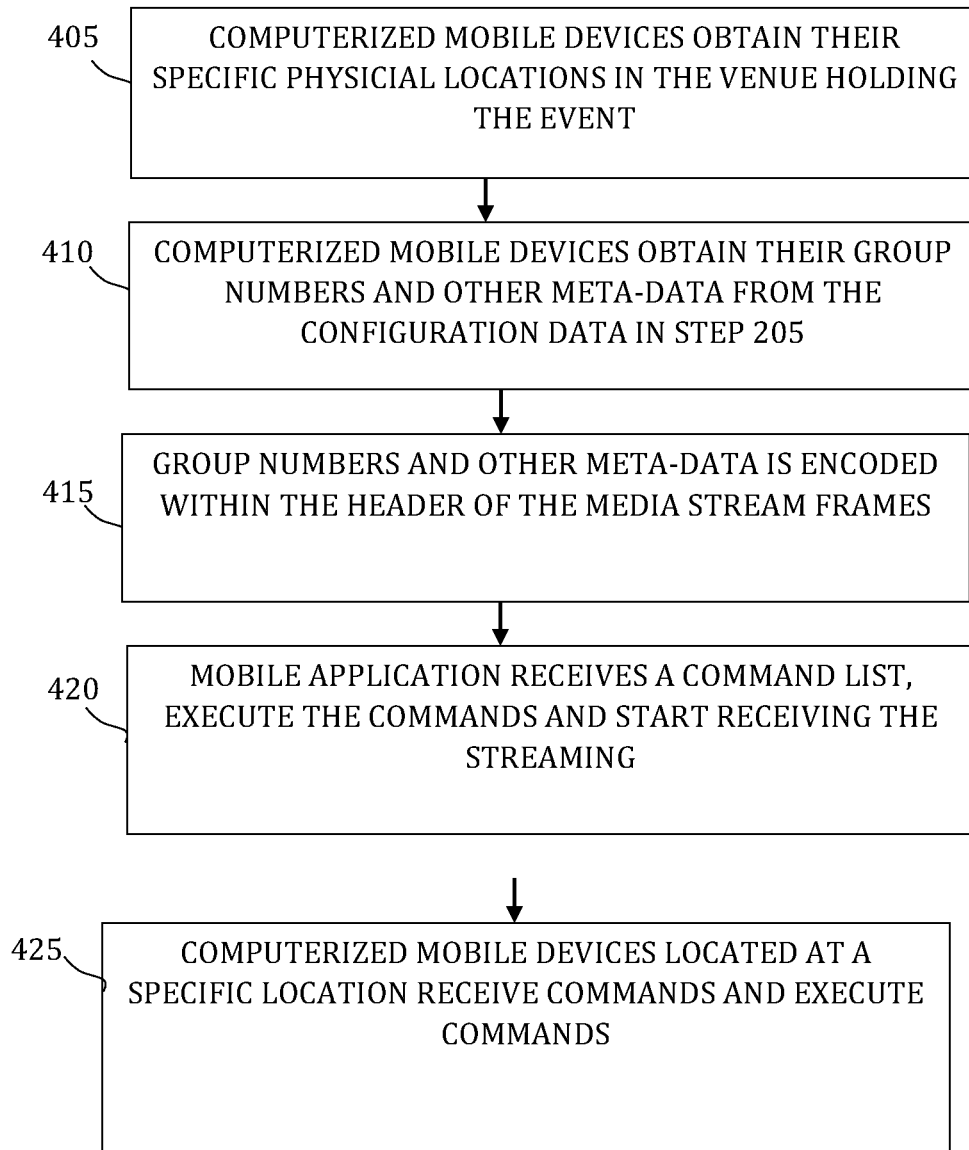 405
COMPUTERIZED MOBILE DEVICES OBTAIN THEIR
SPECIFIC PHYSICIAL LOCATIONS IN THE VENUE HOLDING
THE EVENT
410
COMPUTERIZED MOBILE DEVICES OBTAIN THEIR GROUP
NUMBERS AND OTHER META-DATA FROM THE
CONFIGURATION DATA IN STEP 205
415
GROUP NUMBERS AND OTHER META-DATA IS ENCODED
WITHIN THE HEADER OF THE MEDIA STREAM FRAMES
420
MOBILE APPLICATION RECEIVES A COMMAND LIST,
EXECUTE THE COMMANDS AND START RECEIVING THE
STREAMING
425
COMPUTERIZED MOBILE DEVICES LOCATED AT A
SPECIFIC LOCATION RECEIVE COMMANDS AND EXECUTE
COMMANDS